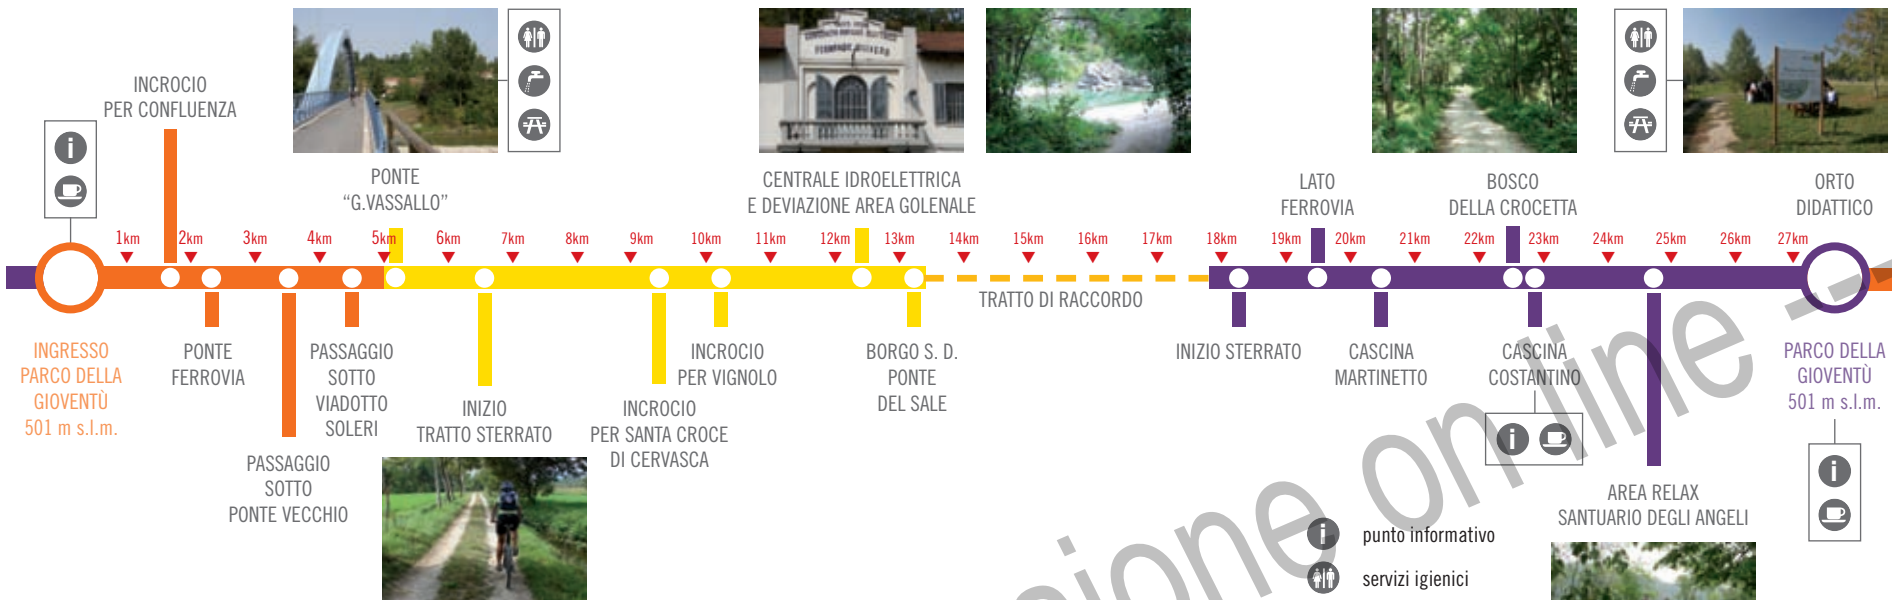 INCROCIO
PER CONFLUENZA
PONTE
“G.VASSALLO”
CENTRALE IDROELETTRICA
E DEVIAZIONE AREA GOLENALE
LATO
FERROVIA
BOSCO
DELLA CROCETTA
ORTO
DIDATTICO
1km
2km
3km
4km
5km
6km
7km
8km
9km
10km
11km
12km
13km
14km
15km
16km
17km
18km
19km
20km
21km
22km
23km
24km
25km
26km
27km
TRATTO DI RACCORDO
INGRESSO
PARCO DELLA
GIOVENTÙ
501 m s.l.m.
PONTE
FERROVIA
PASSAGGIO
SOTTO
PONTE VECCHIO
PASSAGGIO
SOTTO
VIADOTTO
SOLERI
INIZIO
TRATTO STERRATO
INCROCIO
PER SANTA CROCE
DI CERVASCA
INCROCIO
PER VIGNOLO
BORGO S. D.
PONTE
DEL SALE
INIZIO STERRATO
CASCINA
MARTINETTO
CASCINA
COSTANTINO
AREA RELAX
SANTUARIO DEGLI ANGELI
PARCO DELLA
GIOVENTÙ
501 m s.l.m.
i punto informativo
servizi igienici
sione on line